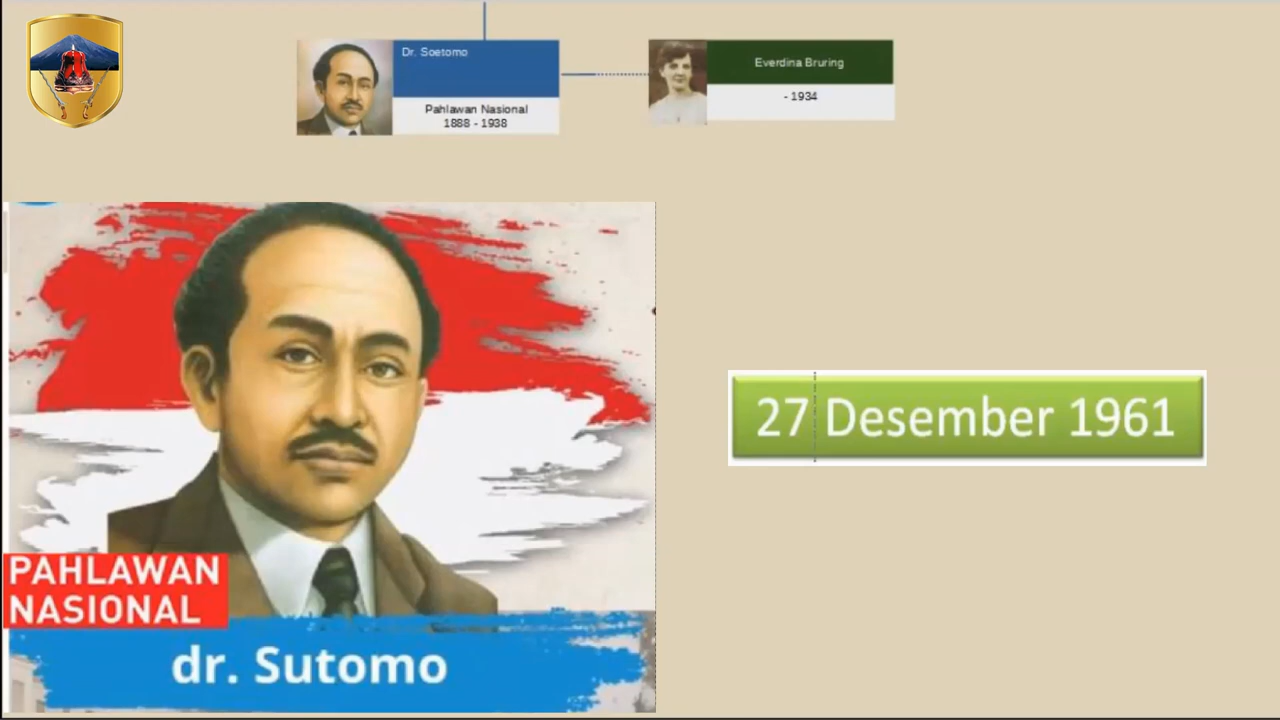 Dr. Soetomo
Pahlawan Nasional
1888 - 1938
Everdina Bruring
- 1934
27 Desember 1961
PAHLAWAN
NASIONAL
dr. Sutomo